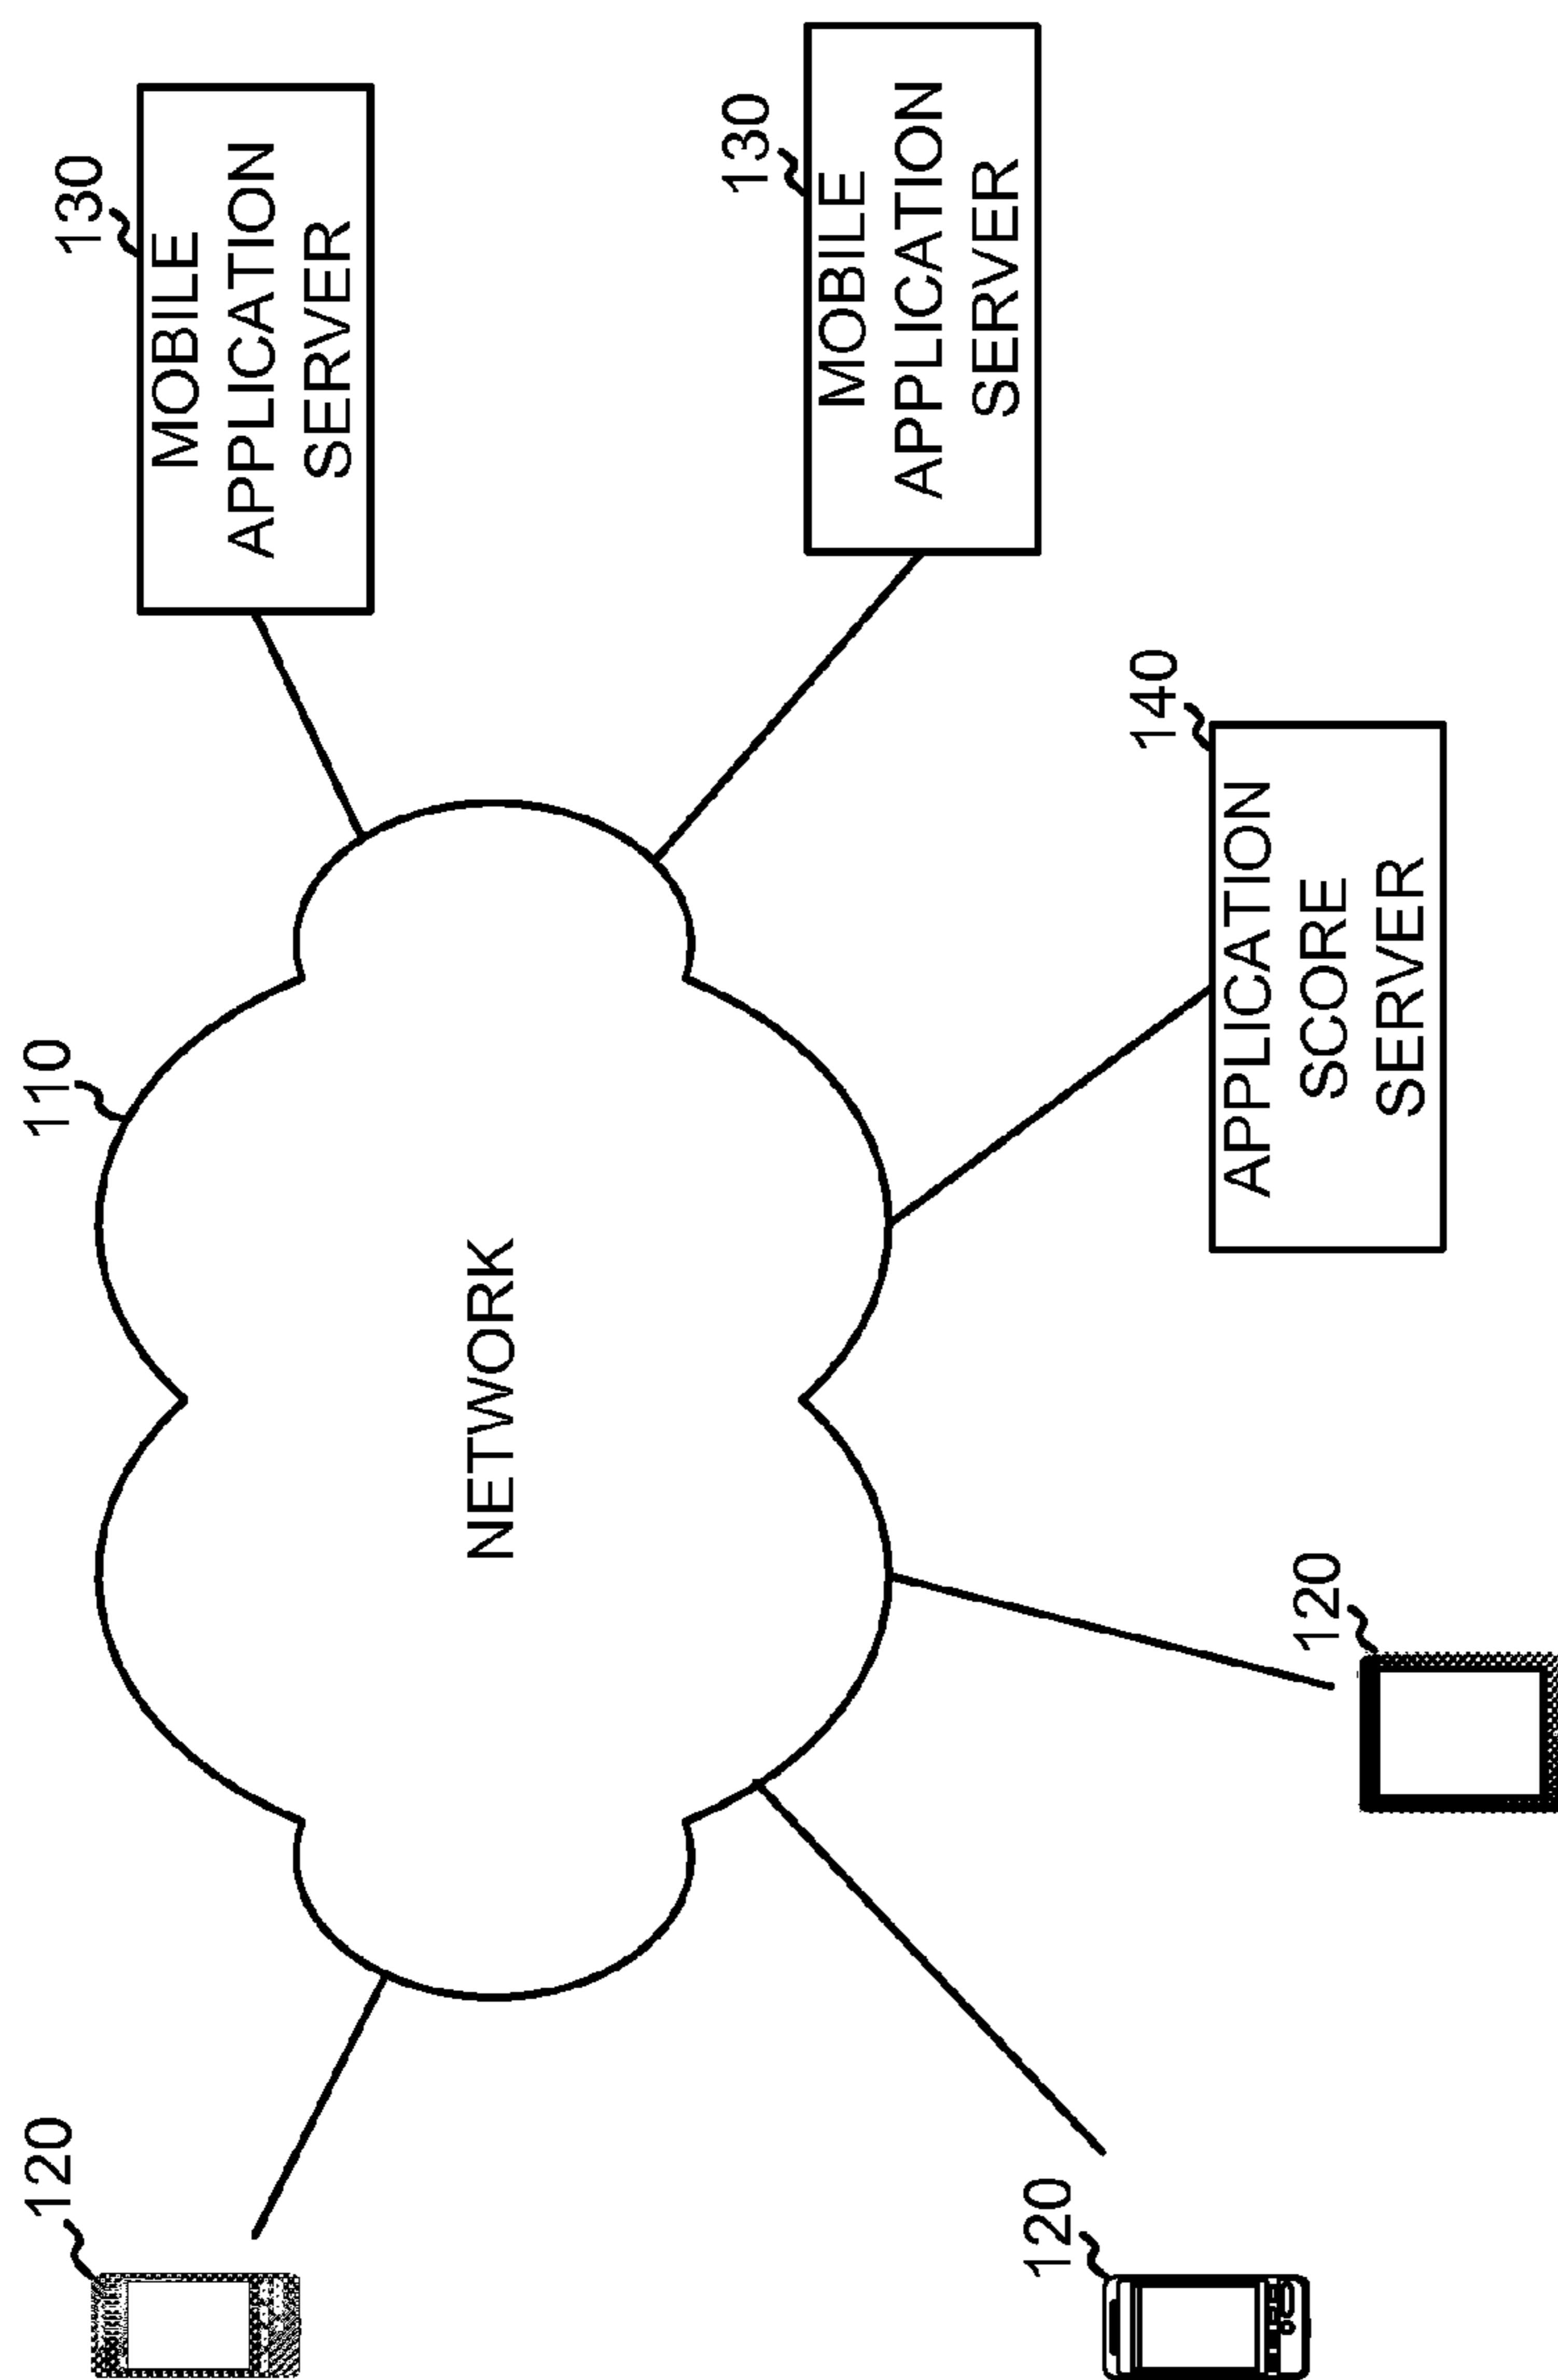 120
110
130
MOBILE
APPLICATION
SERVER
NETWORK
130
MOBILE
APPLICATION
SERVER
120
120
140
APPLICATION
SCORE
SERVER